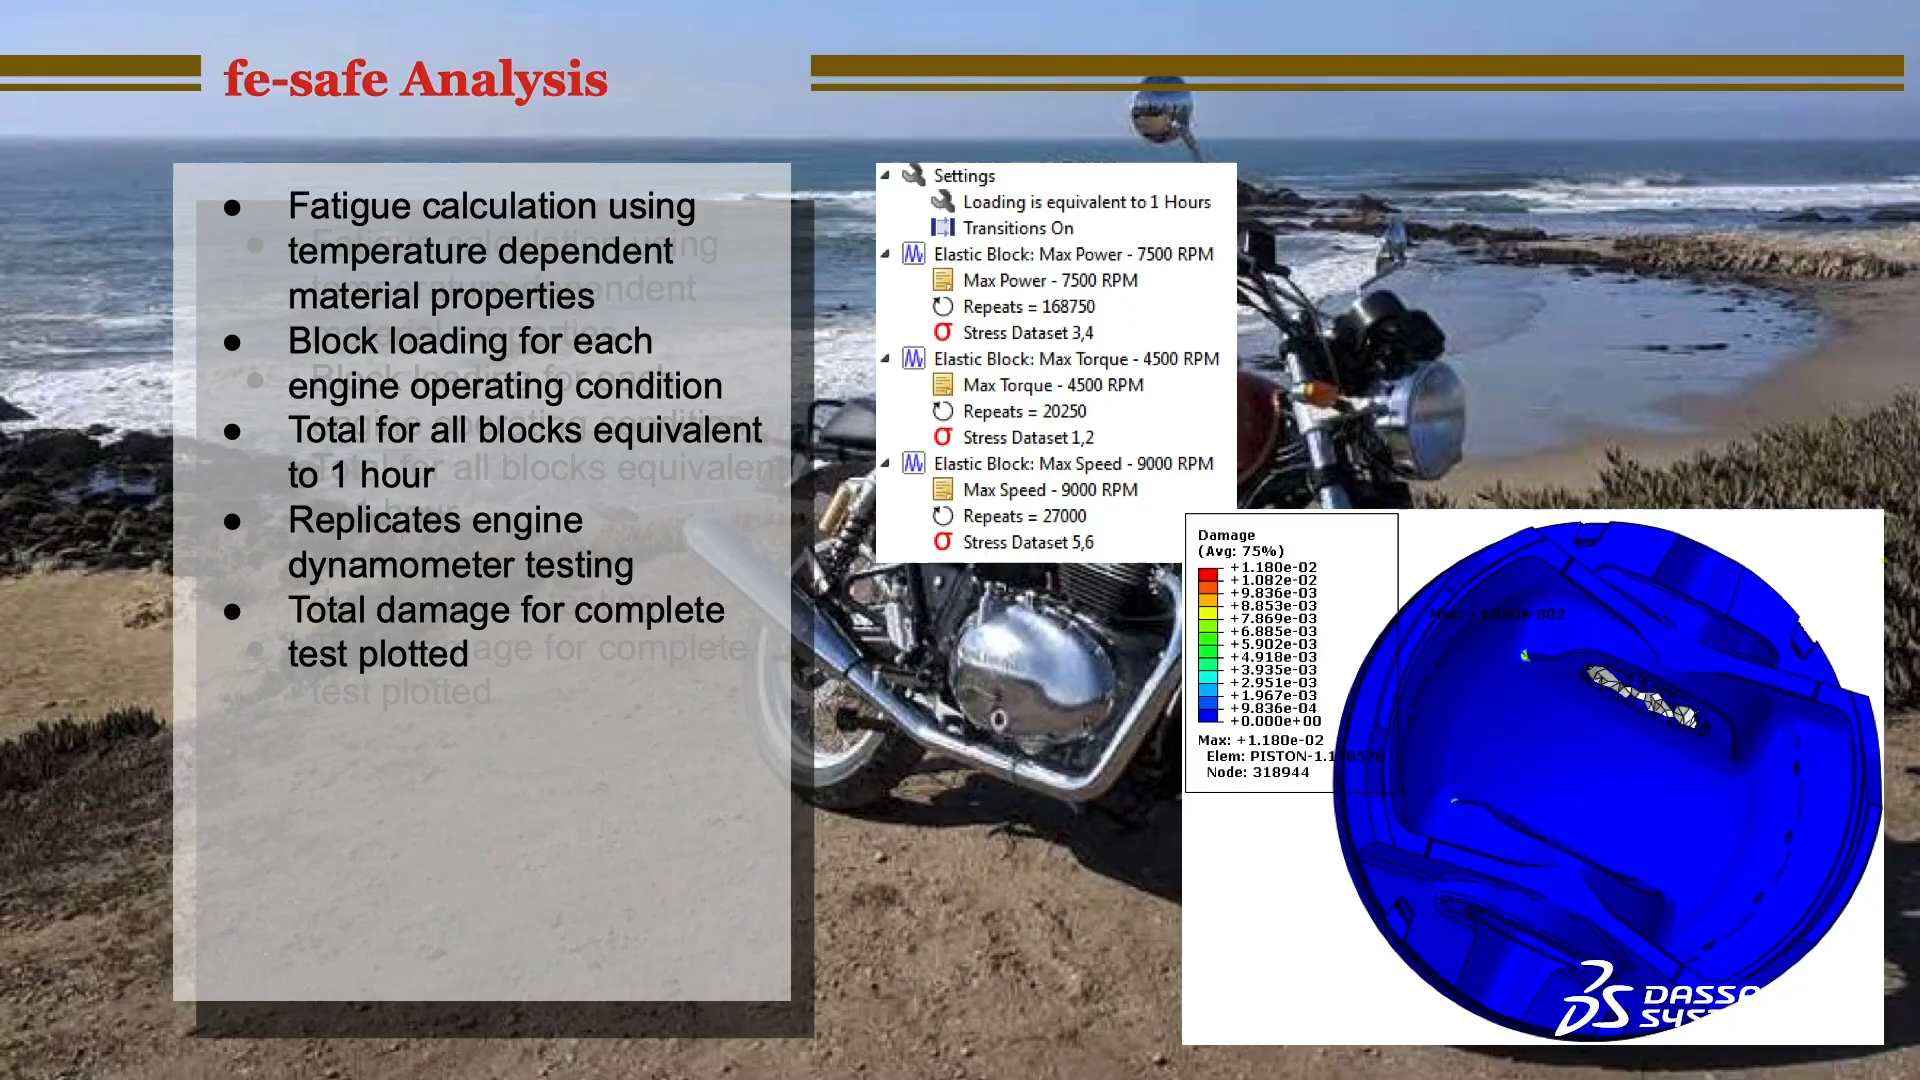 fe-safe Analysis
● Fatigue calculation using
temperature dependent
material properties
● Block loading for each
engine operating condition
● Total for all blocks equivalent
to 1 hour
● Replicates engine
dynamometer testing
● Total damage for complete
test plotted
Settings
Loading is equivalent to 1 Hours
Transitions On
Elastic Block: Max Power - 7500 RPM
Max Power - 7500 RPM
Repeats = 168750
σ Stress Dataset 3,4
Elastic Block: Max Torque - 4500 RPM
Max Torque - 4500 RPM
Repeats = 20250
σ Stress Dataset 1,2
Elastic Block: Max Speed - 9000 RPM
Max Speed - 9000 RPM
Repeats = 27000
σ Stress Dataset 5,6
Damage
(Avg: 75%)
+1.180e-02
+1.082e-02
+9.836e-03
+8.853e-03
+7.869e-03
+6.885e-03
+5.902e-03
+4.918e-03
+3.935e-03
+2.951e-03
+1.967e-03
+9.836e-04
+0.000e+00
Max: +1.180e-02
Elem: PISTON-1.1
Node: 318944
DASSA
SYST